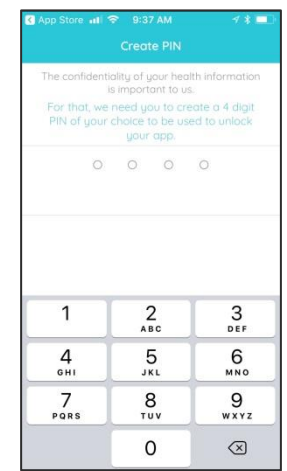 App Store 9:37 AM
Create PIN
The confidentiality of your health information
is important to us.
For that, we need you to create a 4 digit
PIN of your choice to be used to unlock
your app.
1 2 3
ABC DEF
4 5 6
GHI JKL MNO
7 8 9
PQRS TUV WXYZ
0